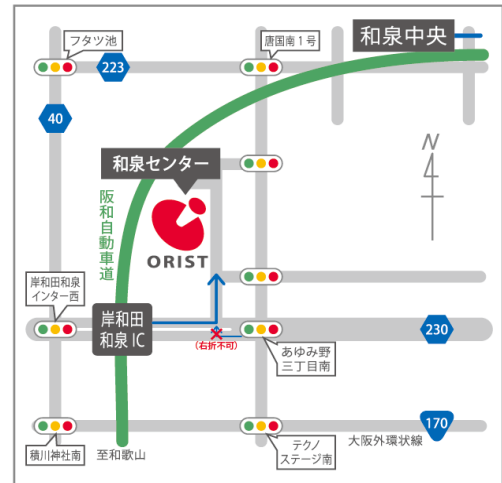 フタツ池
唐国南1号
和泉中央
223
40
N
和泉センター
阪和自動車道
ORIST
岸和田和泉
インター西
岸和田
和泉IC
(右折不可)
あゆみ野
三丁目南
230
積川神社南
至和歌山
テクノ
ステージ南
大阪外環状線
170